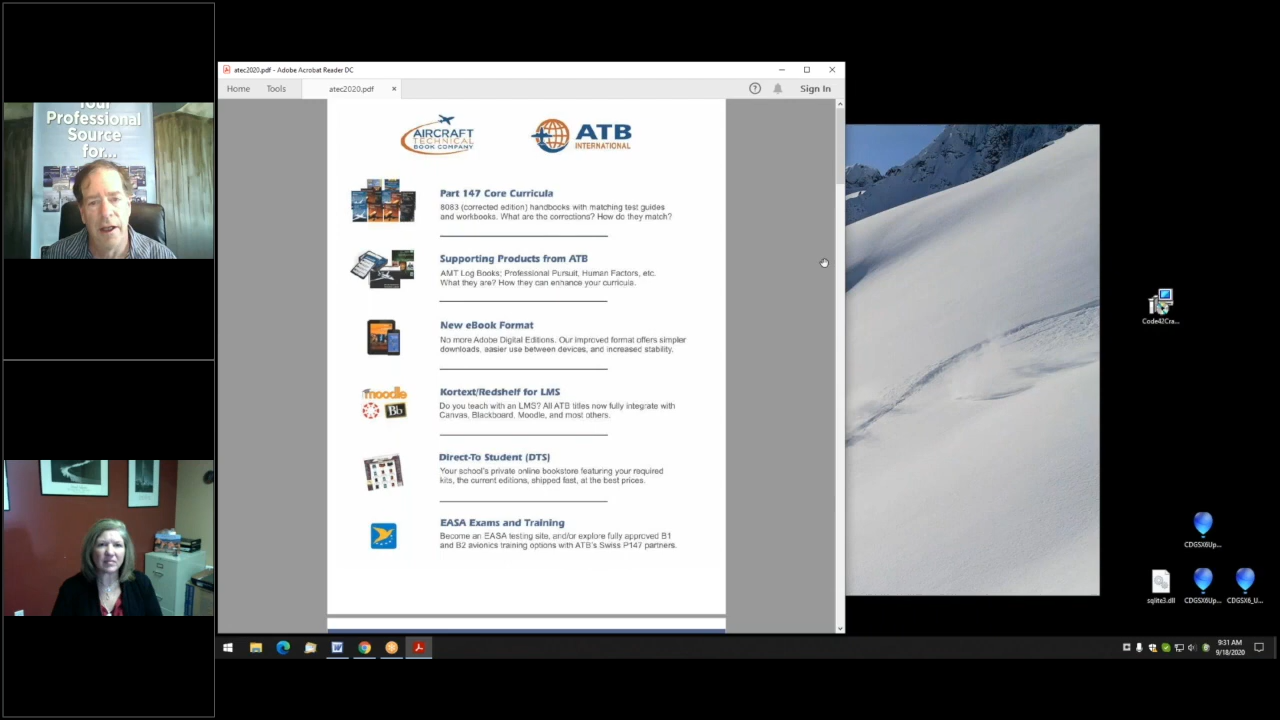 Your
Professional
Source
for...
atec2020.pdf - Adobe Acrobat Reader DC
Home
Tools
atec2020.pdf
Sign In
AIRCRAFT
TECHNICAL
BOOK COMPANY
ATB
INTERNATIONAL
Part 147 Core Curricula
8083 (corrected edition) handbooks with matching test guides
and workbooks. What are the corrections? How do they match?
Supporting Products from ATB
AMT Log Books; Professional Pursuit, Human Factors, etc.
What they are? How they can enhance your curricula.
New eBook Format
No more Adobe Digital Editions. Our improved format offers simpler
downloads, easier use between devices, and increased stability.
moodle
Bb
Kortext/Redshelf for LMS
Do you teach with an LMS? All ATB titles now fully integrate with
Canvas, Blackboard, Moodle, and most others.
Direct-To Student (DTS)
Your school's private online bookstore featuring your required
kits, the current editions, shipped fast, at the best prices.
EASA Exams and Training
Become an EASA testing site, and/or explore fully approved B1
and B2 avionics training options with ATB's Swiss P147 partners.
Code42Cra...
CDGSX6Up...
sqlite3.dll
CDGSX6Up...
CDGSX6_U...
9:31 AM
9/18/2020